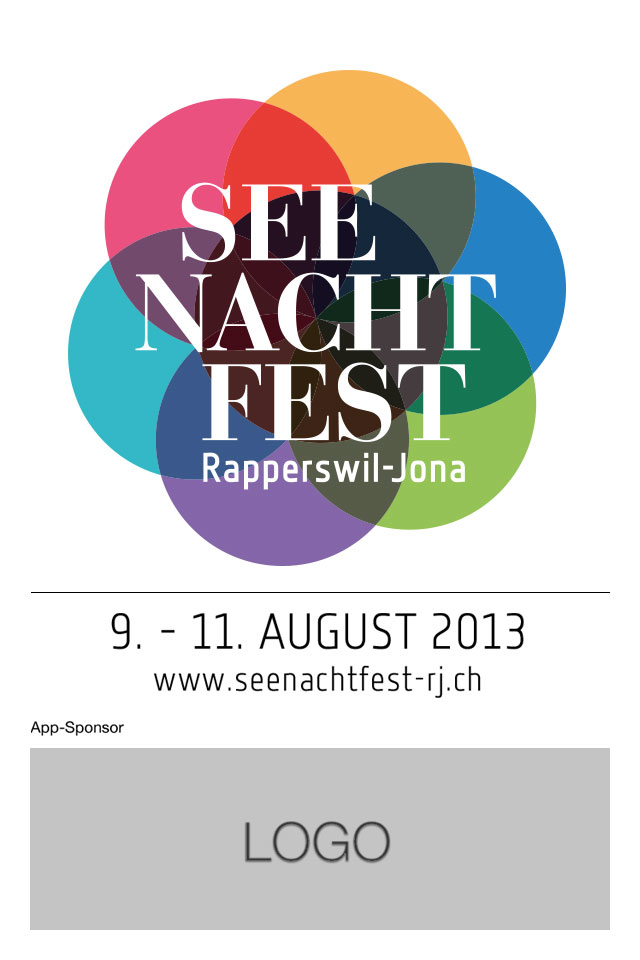 SEE
NACHT
FEST
Rapperswil-Jona
9. - 11. AUGUST 2013
www.seenachtfest-rj.ch
App-Sponsor
LOGO